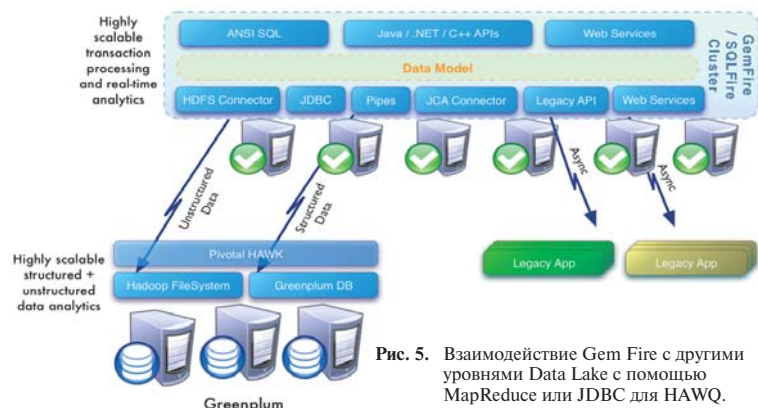 Highly
scalable
transaction
processing
and real-time
analytics
ANSI SQL
Java / .NET / C++ APIs
Web Services
GemFire
/ SQLFire
Cluster
Data Model
HDFS Connector
JDBC
Pipes
JCA Connector
Legacy API
Web Services
Unstructured
Data
Structured
Data
Async
Async
Highly scalable
structured +
unstructured
data analytics
Pivotal HAWK
Hadoop FileSystem
Greenplum DB
Legacy App
Legacy App
Greenplum
Рис. 5. Взаимодействие Gem Fire с другими
уровнями Data Lake с помощью
MapReduce или JDBC для HAWQ.